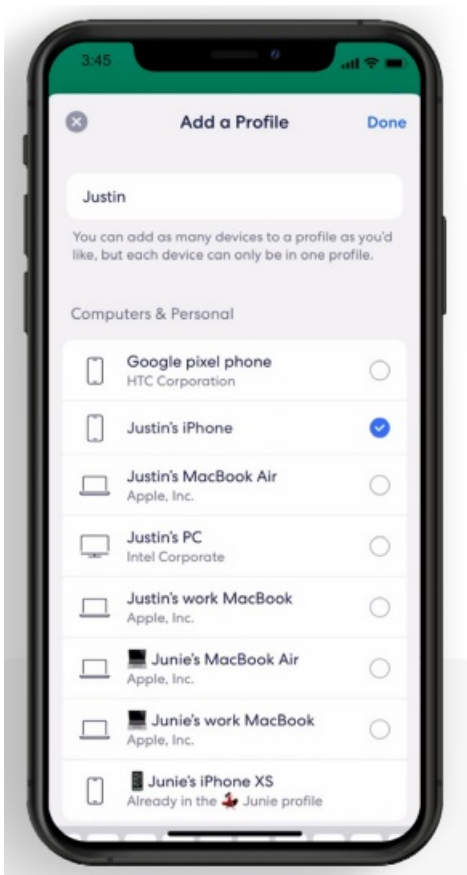 3:45
Add a Profile
Done
Justin
You can add as many devices to a profile as you'd
like, but each device can only be in one profile.
Computers & Personal
Google pixel phone
HTC Corporation
Justin's iPhone
Justin's MacBook Air
Apple, Inc.
Justin's PC
Intel Corporate
Justin's work MacBook
Apple, Inc.
Junie's MacBook Air
Apple, Inc.
Junie's work MacBook
Apple, Inc.
Junie's iPhone XS
Already in the Junie profile